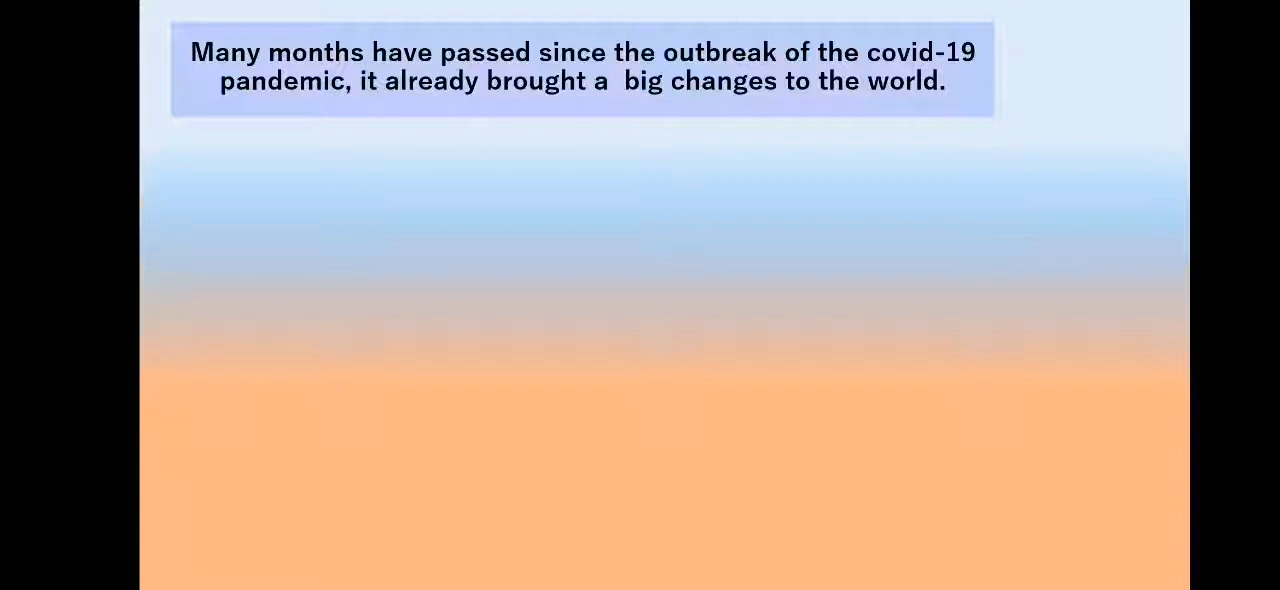 Many months have passed since the outbreak of the covid-19
pandemic, it already brought a  big changes to the world.